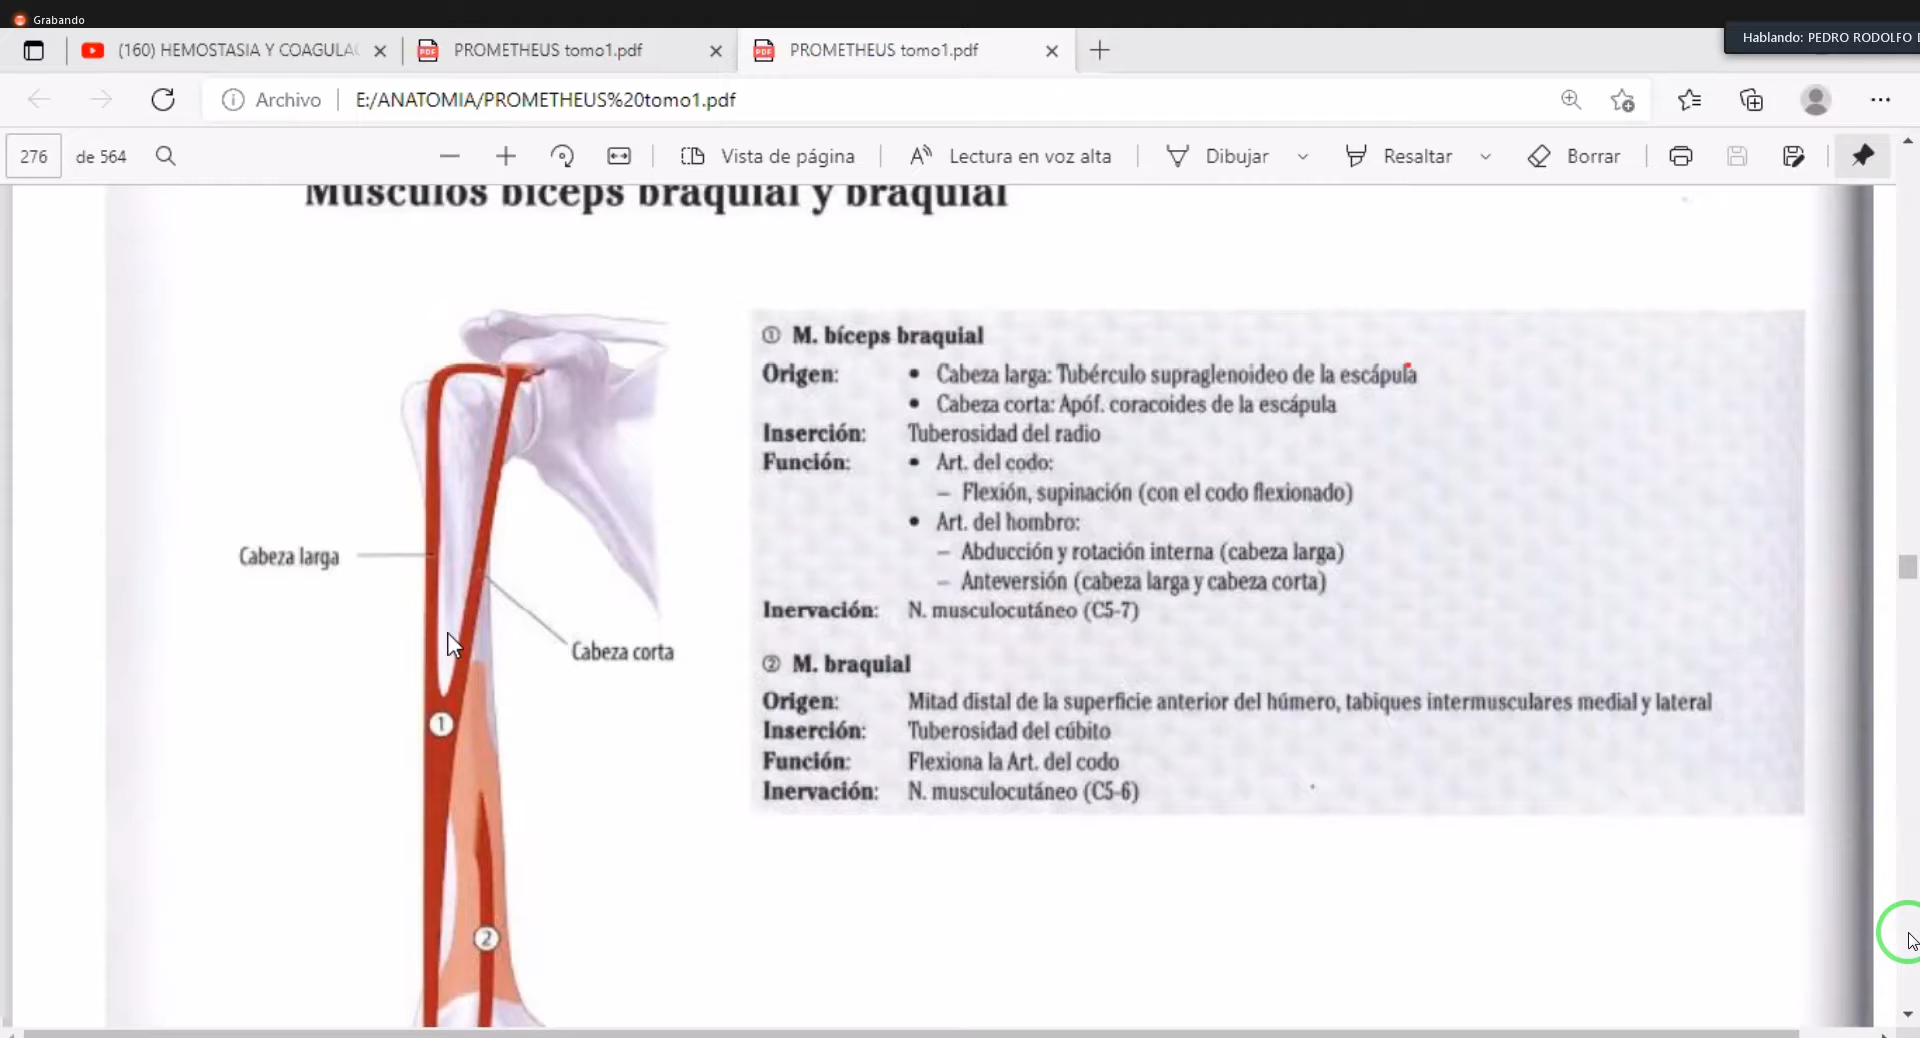 Grabando
Hablando: PEDRO RODOLFO
(160) HEMOSTASIA Y COAGULA
PROMETHEUS tomo1.pdf
PROMETHEUS tomo1.pdf
Archivo
E:/ANATOMIA/PROMETHEUS%20tomo1.pdf
276 de 564
Vista de página
Lectura en voz alta
Dibujar
Resaltar
Borrar
Músculos bíceps braquial y braquial
① M. bíceps braquial
Origen: • Cabeza larga: Tubérculo supraglenoideo de la escápula
• Cabeza corta: Apóf. coracoides de la escápula
Inserción: Tuberosidad del radio
Función: • Art. del codo:
– Flexión, supinación (con el codo flexionado)
• Art. del hombro:
– Abducción y rotación interna (cabeza larga)
– Anteversión (cabeza larga y cabeza corta)
Inervación: N. musculocutáneo (C5-7)
② M. braquial
Origen: Mitad distal de la superficie anterior del húmero, tabiques intermusculares medial y lateral
Inserción: Tuberosidad del cúbito
Función: Flexiona la Art. del codo
Inervación: N. musculocutáneo (C5-6)
Cabeza larga
Cabeza corta
1
2